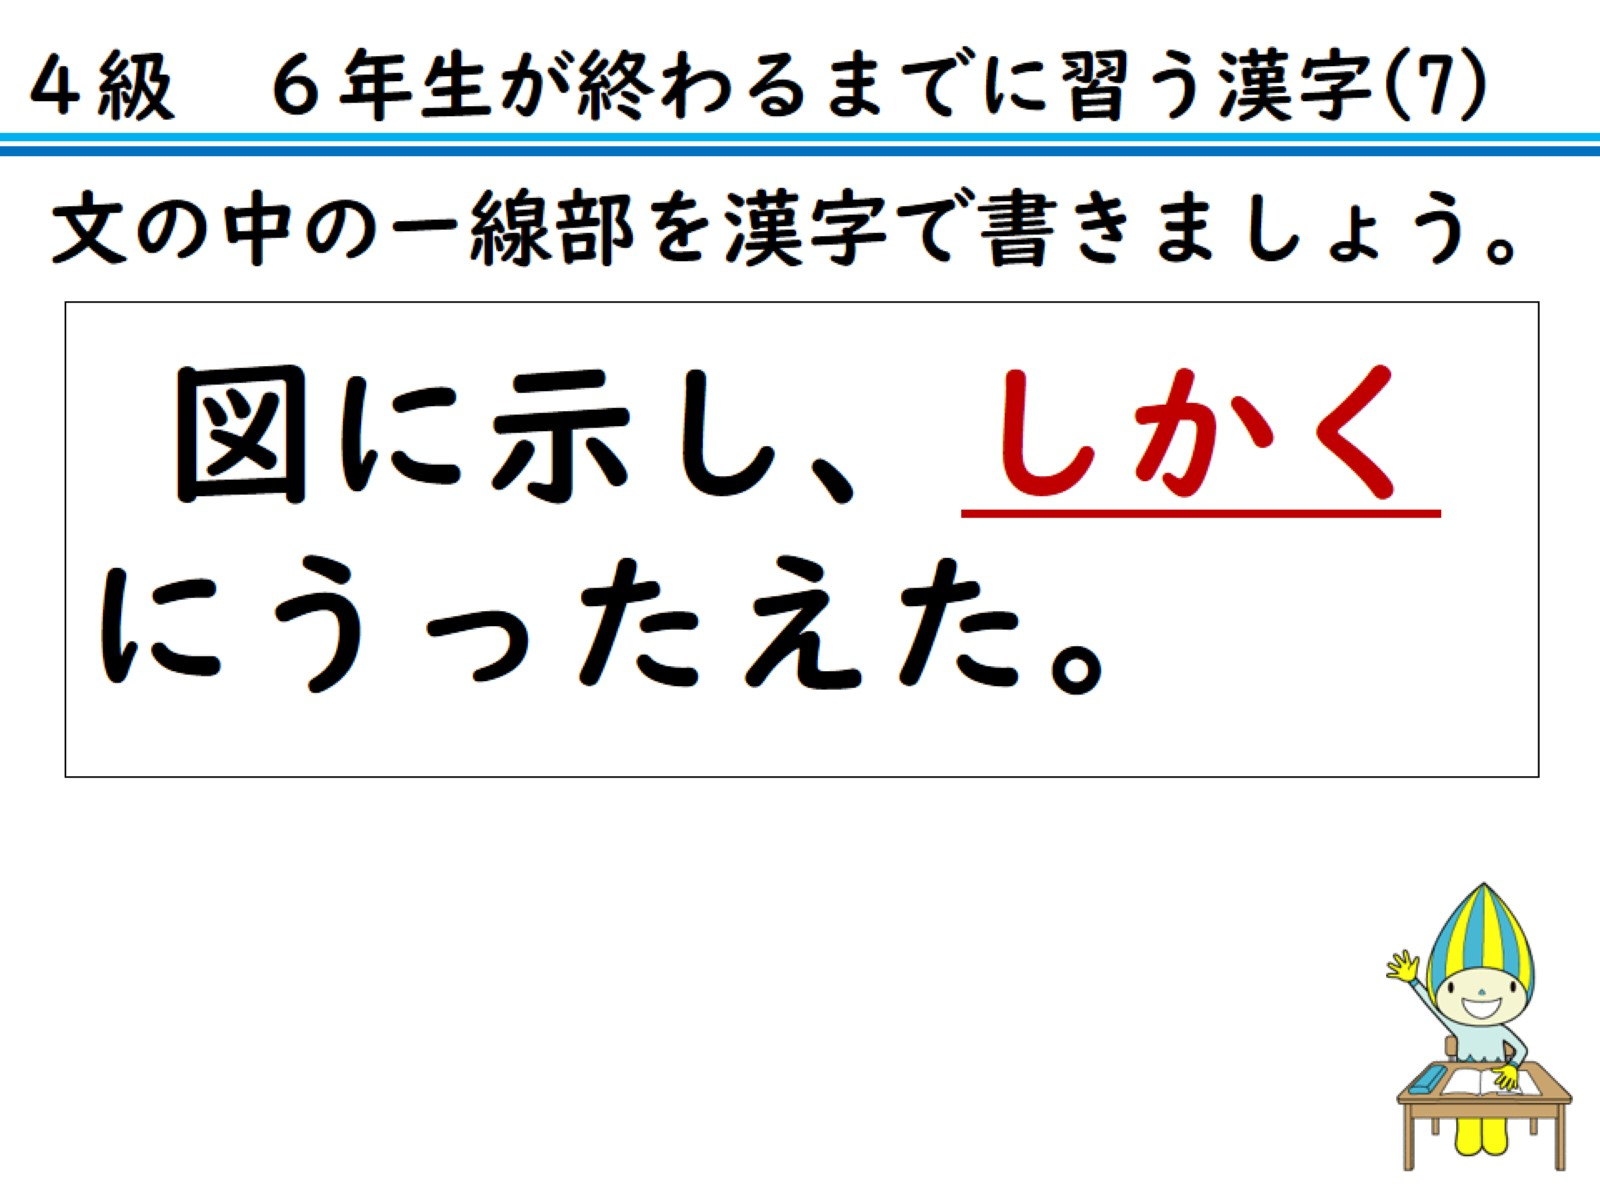 ４級　６年生が終わるまでに習う漢字(7)
文の中の―線部を漢字で書きましょう。
図に示し、しかく
にうったえた。